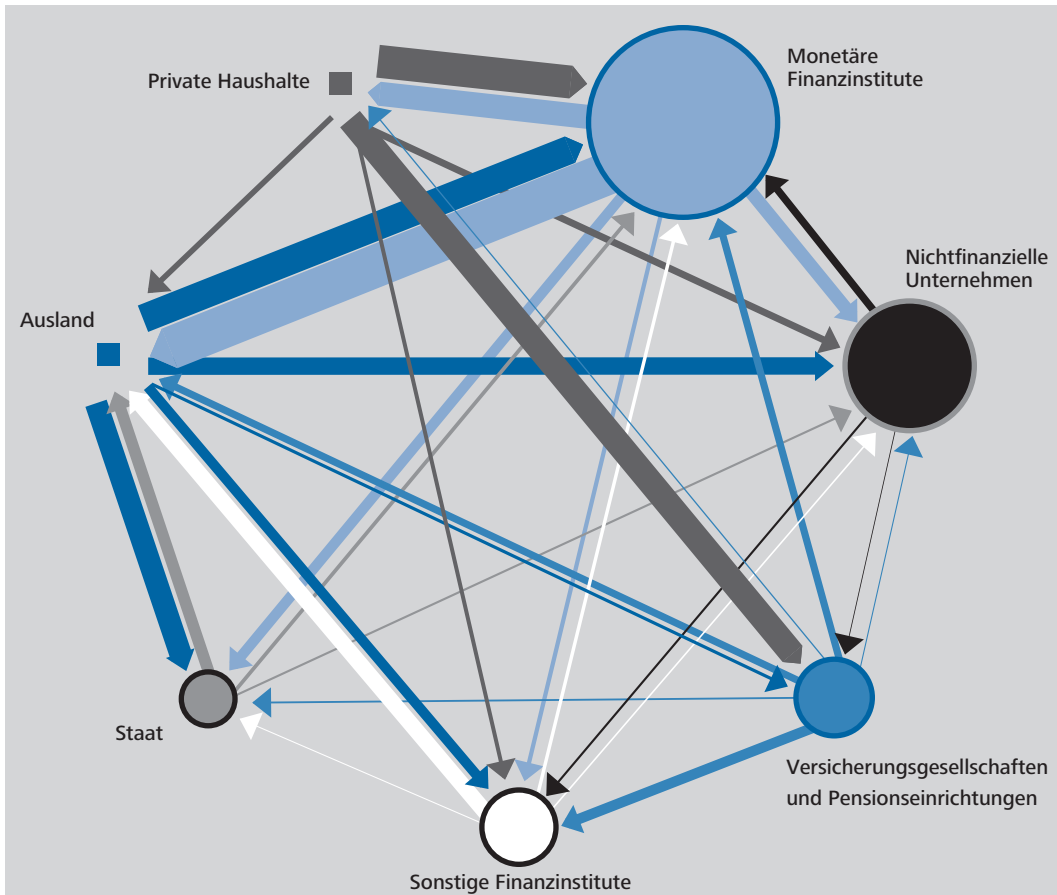 Monetäre
Finanzinstitute
Private Haushalte
Nichtfinanzielle
Unternehmen
Ausland
Staat
Versicherungsgesellschaften
und Pensionseinrichtungen
Sonstige Finanzinstitute